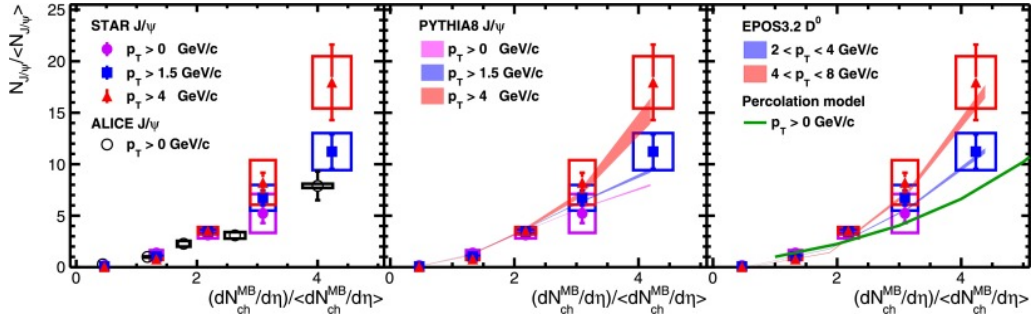 N_{J/ψ}/<N_{J/ψ}>
25
20
15
10
5
0
STAR J/ψ
p_T > 0 GeV/c
p_T > 1.5 GeV/c
p_T > 4 GeV/c
ALICE J/ψ
p_T > 0 GeV/c
0 2 4
(dN_{ch}^{MB}/dη)/<dN_{ch}^{MB}/dη>
PYTHIA8 J/ψ
p_T > 0 GeV/c
p_T > 1.5 GeV/c
p_T > 4 GeV/c
0 2 4
(dN_{ch}^{MB}/dη)/<dN_{ch}^{MB}/dη>
EPOS3.2 D^0
2 < p_T < 4 GeV/c
4 < p_T < 8 GeV/c
Percolation model
p_T > 0 GeV/c
0 2 4
(dN_{ch}^{MB}/dη)/<dN_{ch}^{MB}/dη>